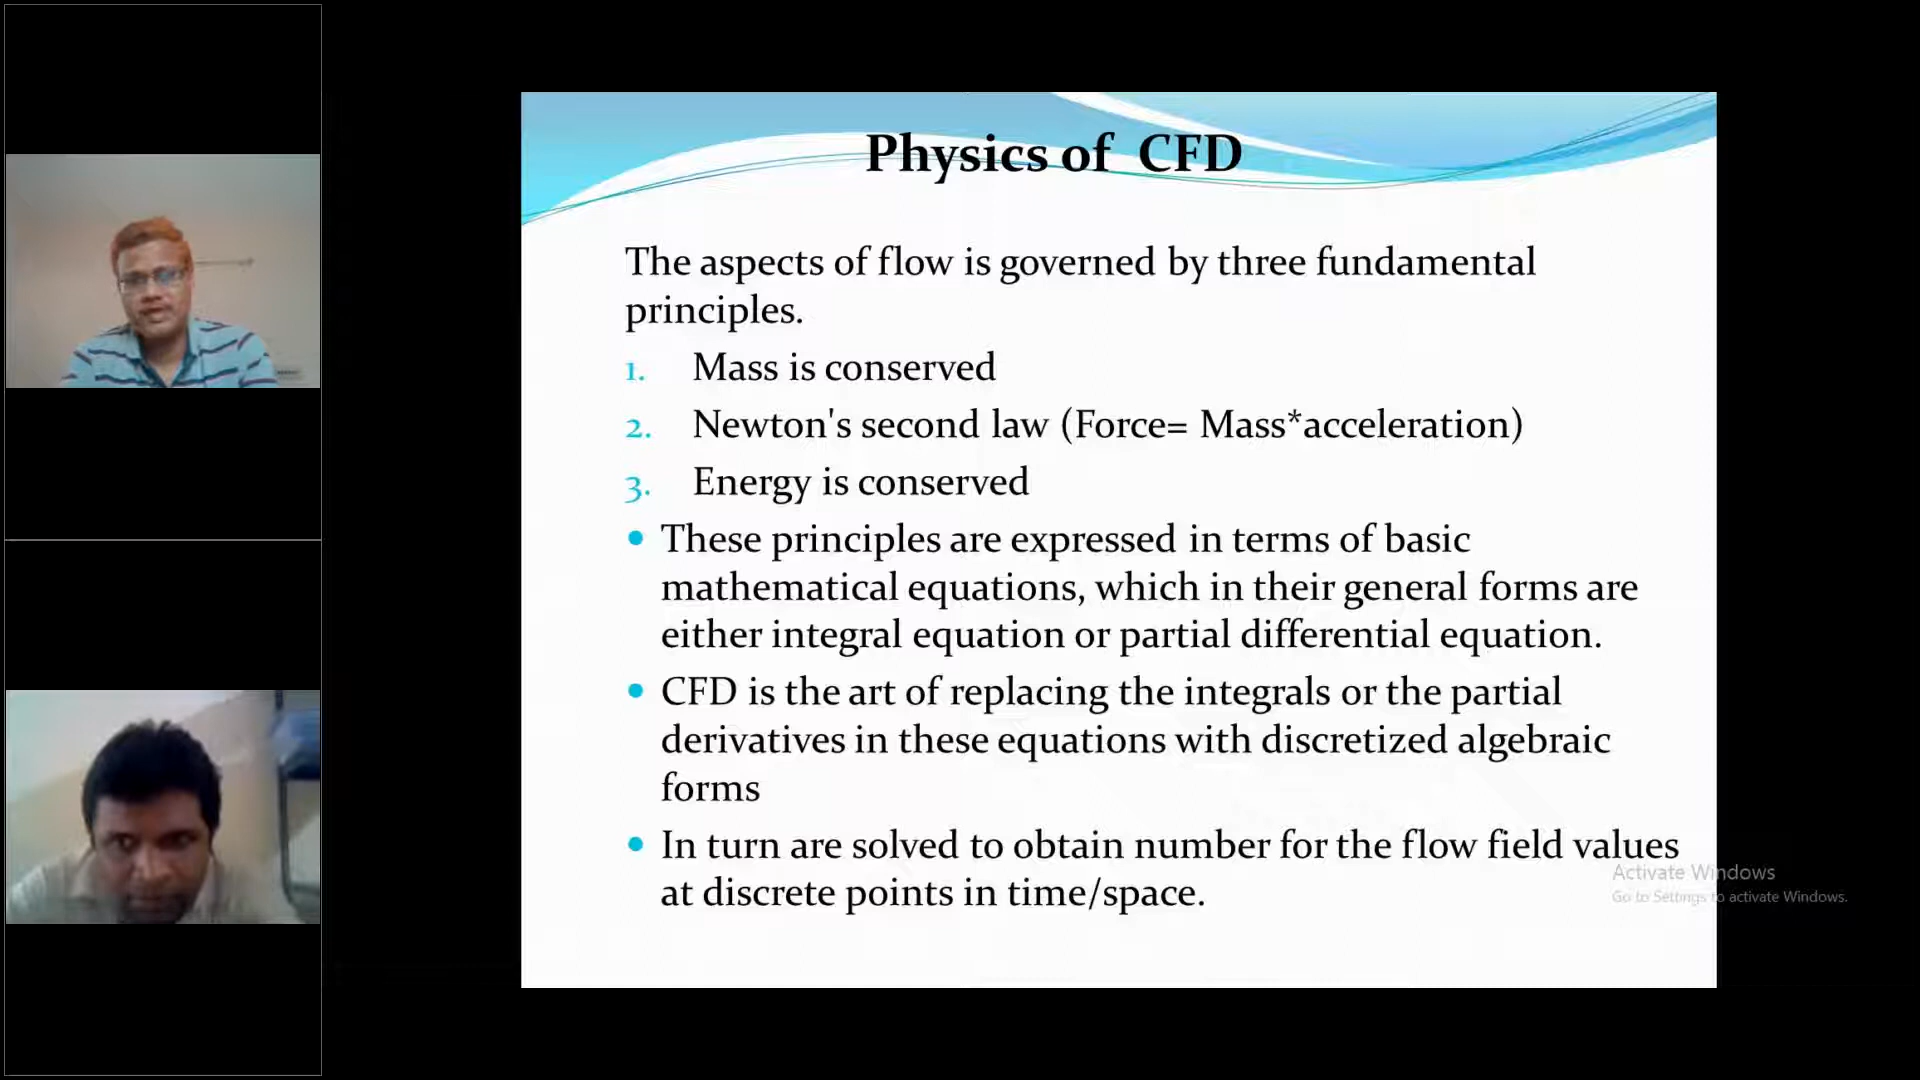 Physics of CFD
The aspects of flow is governed by three fundamental
principles.
1. Mass is conserved
2. Newton's second law (Force= Mass*acceleration)
3. Energy is conserved
• These principles are expressed in terms of basic
mathematical equations, which in their general forms are
either integral equation or partial differential equation.
• CFD is the art of replacing the integrals or the partial
derivatives in these equations with discretized algebraic
forms
• In turn are solved to obtain number for the flow field values
at discrete points in time/space.
Activate Windows
Go to Settings to activate Windows.